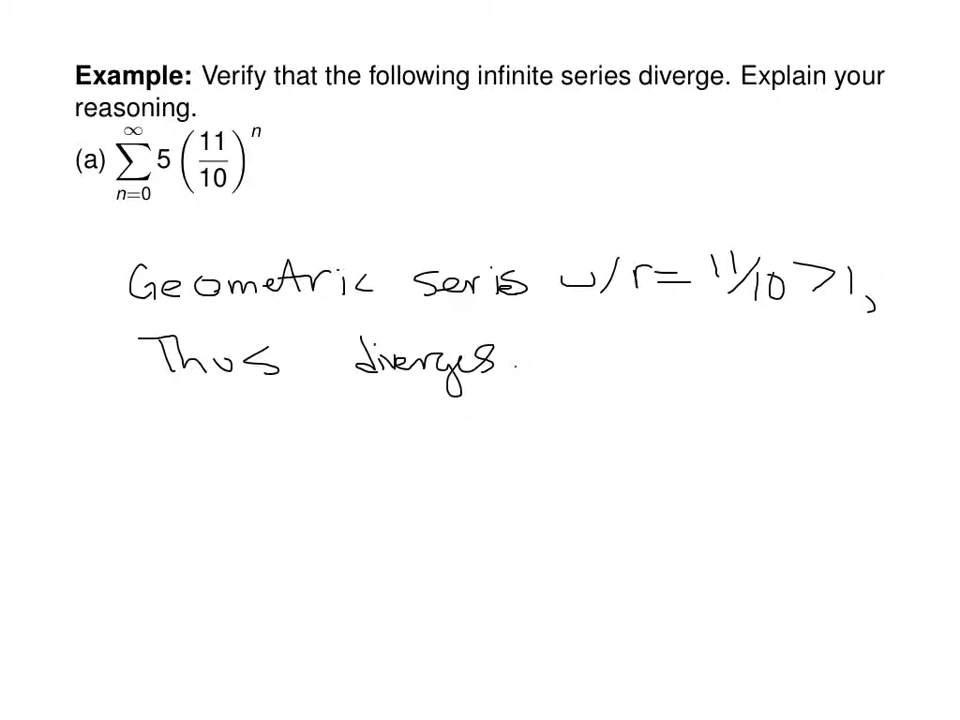 Example: Verify that the following infinite series diverge. Explain your
reasoning.
(a) ∑_{n=0}^{∞} 5 (11/10)^n
Geometric series w/ r = 11/10 > 1,
Thus diverges.